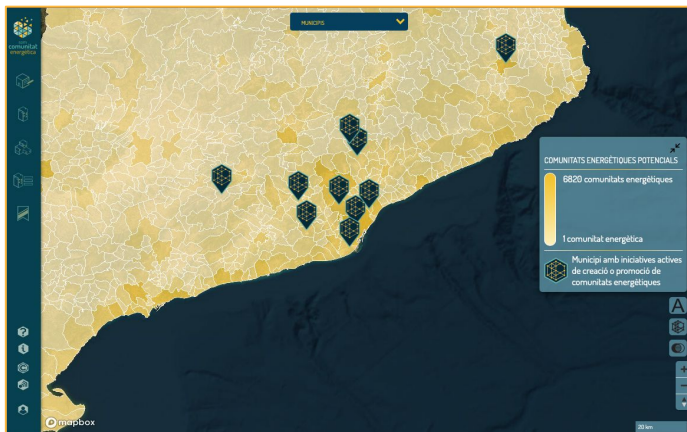 MUNICIPIS
comunitat
energètica
COMUNITATS ENERGÈTIQUES POTENCIALS
6820 comunitats energètiques
1 comunitat energètica
Municipi amb iniciatives actives
de creació o promoció de
comunitats energètiques
A
+
−
mapbox
20 km